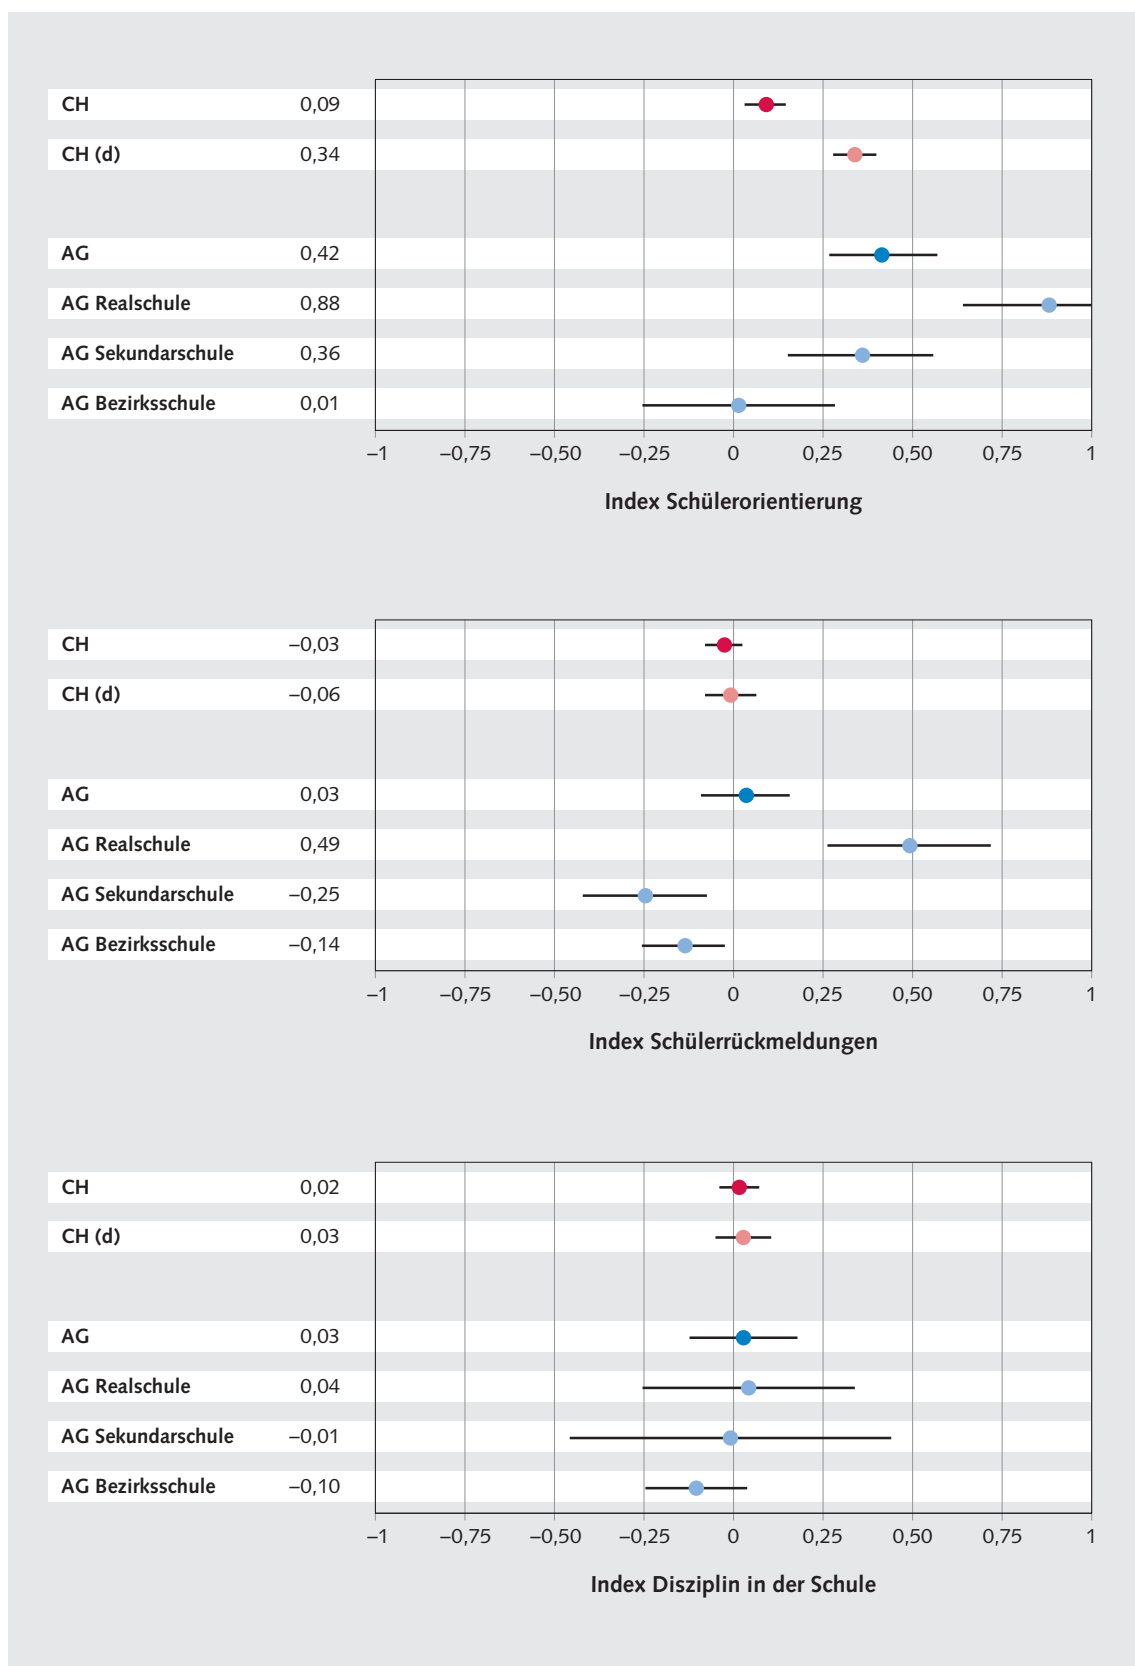 CH 0,09
CH (d) 0,34
AG 0,42
AG Realschule 0,88
AG Sekundarschule 0,36
AG Bezirksschule 0,01
–1 –0,75 –0,50 –0,25 0 0,25 0,50 0,75 1
Index Schülerorientierung
CH –0,03
CH (d) –0,06
AG 0,03
AG Realschule 0,49
AG Sekundarschule –0,25
AG Bezirksschule –0,14
–1 –0,75 –0,50 –0,25 0 0,25 0,50 0,75 1
Index Schülerrückmeldungen
CH 0,02
CH (d) 0,03
AG 0,03
AG Realschule 0,04
AG Sekundarschule –0,01
AG Bezirksschule –0,10
–1 –0,75 –0,50 –0,25 0 0,25 0,50 0,75 1
Index Disziplin in der Schule